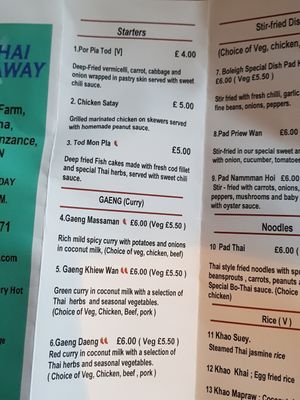 HAI
AWAY
Farm,
enzance,
DAY
M.
71
.com
ery Hot
Starters
1.Por Pia Tod [V] £ 4.00
Deep-Fried vermicelli, carrot, cabbage and
onion wrapped in pastry skin served with sweet
chili sauce.
2. Chicken Satay £ 5.00
Grilled marinated chicken on skewers served
with homemade peanut sauce.
3. Tod Mon Pla £5.00
Deep fried Fish cakes made with fresh cod fillet
and special Thai herbs, served with sweet chili
sauce.
GAENG (Curry)
4.Gaeng Massaman £6.00 (Veg £5.50 )
Rich mild spicy curry with potatoes and onions
in coconut milk, (Choice of veg, chicken, beef)
5. Gaeng Khiew Wan £6.00 (Veg £5.50 )
Green curry in coconut milk with a selection of
Thai herbs and seasonal vegetables.
(Choice of Veg, Chicken, Beef, pork )
6.Gaeng Daeng £6.00 (Veg £5.50 )
Red curry in coconut milk with a selection of
Thai herbs and seasonal vegetables.
( Choice of Veg, Chicken, beef , pork )
Stir-fried Dis
(Choice of Veg, chicken,
7. Boleigh Special Dish Pad
£6.00 ( Veg £5.50)
Stir fried with fresh chilli, garlic
fine beans, onions, peppers.
8.Pad Priew Wan £6.00
Stir-fried in our special sweet an
with onion, cucumber, tomatoes
9.Pad Nammman Hoi £6.00
Stir - fried with carrots, onions,
peppers, mushrooms and baby
with oyster sauce.
Noodles
10 Pad Thai £6.00 (V
Thai style fried noodles with sp
beansprouts , carrots, peanuts a
Special Bo-Thai sauce. (Choice
chicken)
Rice ( V )
11 Khao Suey.
Steamed Thai jasmine rice
12 Khao Khai ; Egg fried rice
13 Khao Mapraw : Coconut